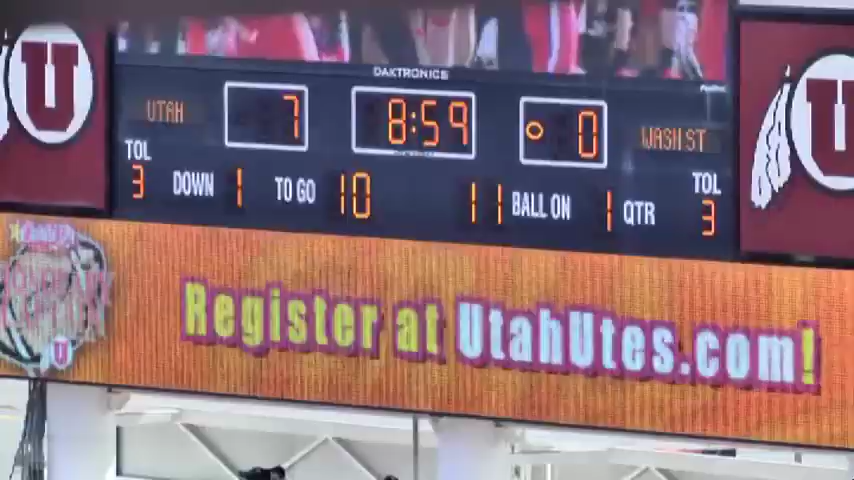 DAKTRONICS
UTAH 7 8:59 0 WASH ST
TOL 3 DOWN 1 TO GO 10 11 BALL ON 1 QTR TOL 3
U
U
Register at UtahUtes.com!
U